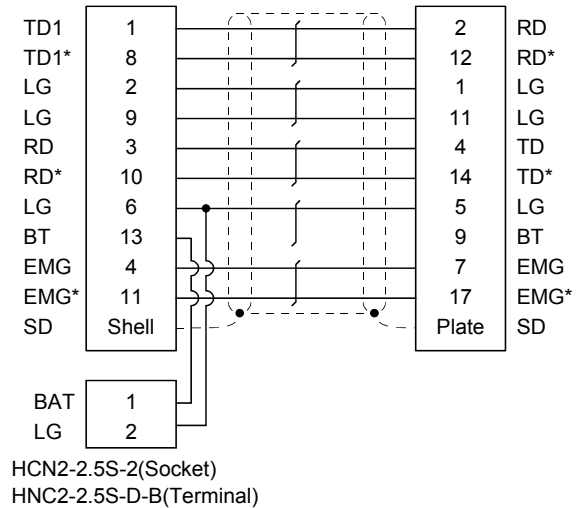 TD1 1 2 RD
TD1* 8 12 RD*
LG 2 1 LG
LG 9 11 LG
RD 3 4 TD
RD* 10 14 TD*
LG 6 5 LG
BT 13 9 BT
EMG 4 7 EMG
EMG* 11 17 EMG*
SD Shell Plate SD
BAT 1
LG 2
HCN2-2.5S-2(Socket)
HNC2-2.5S-D-B(Terminal)